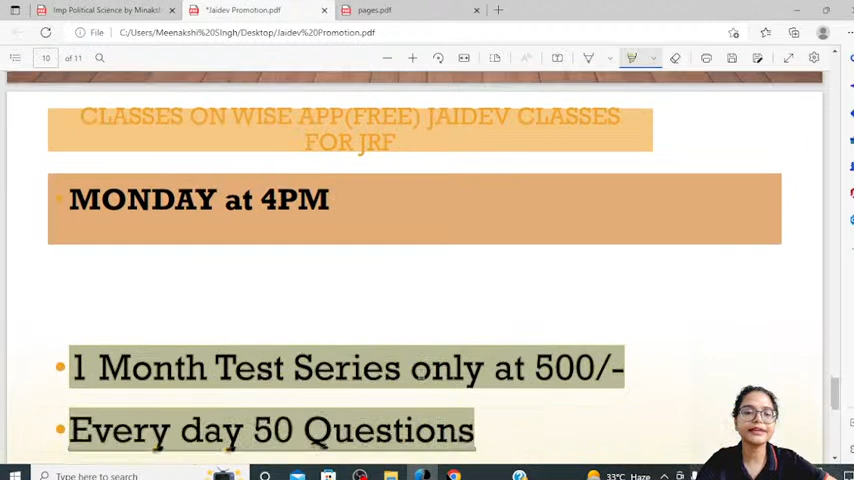 Imp Political Science by Minaksh
*Jaidev Promotion.pdf
pages.pdf
File
C:/Users/Meenakshi%20SIngh/Desktop/Jaidev%20Promotion.pdf
10 of 11
CLASSES ON WISE APP(FREE) JAIDEV CLASSES
FOR JRF
• MONDAY at 4PM
• 1 Month Test Series only at 500/-
• Every day 50 Questions
Type here to search
33°C Haze